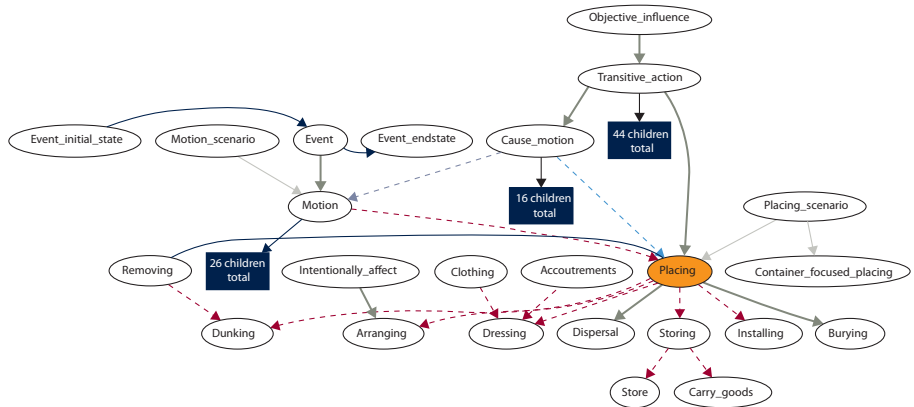 Objective_influence
Transitive_action
44 children
total
Event_initial_state
Motion_scenario
Event
Event_endstate
Cause_motion
16 children
total
Motion
Placing_scenario
26 children
total
Removing
Intentionally_affect
Clothing
Accoutrements
Placing
Container_focused_placing
Dunking
Arranging
Dressing
Dispersal
Storing
Installing
Burying
Store
Carry_goods